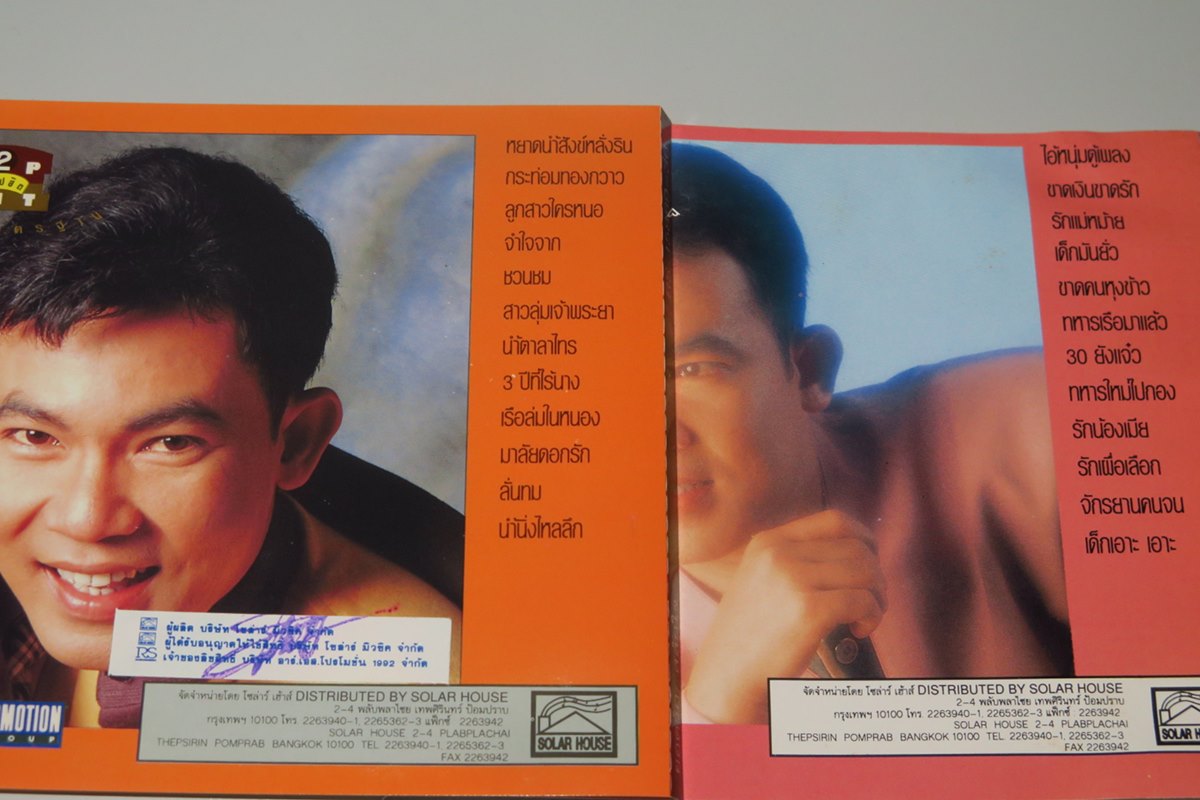 2 P
ตรฎาน
หยาดน้ำสังข์หลั่งริน
กระท่อมทองกวาว
ลูกสาวใครหนอ
จำใจจาก
ชวนชม
สาวลุ่มเจ้าพระยา
น้ำตาลาไทร
3 ปีที่ไร้นาง
เรือล่มในหนอง
มาลัยดอกรัก
ลั่นทม
น้ำนิ่งไหลลึก
ผู้ผลิต บริษัท โซล่าร์ มิวสิค จำกัด
ผู้ได้รับอนุญาตให้ใช้สิทธิ บริษัท โซล่าร์ มิวซิค จำกัด
RS เจ้าของลิขสิทธิ์ บริษัท อาร์.เอส.โปรโมชั่น 1992 จำกัด
MOTION
OUP
จัดจำหน่ายโดย โซล่าร์ เฮ้าส์ DISTRIBUTED BY SOLAR HOUSE
2-4 พลับพลาไชย เทพศิรินทร์ ป้อมปราบ
กรุงเทพฯ 10100 โทร. 2263940-1, 2265362-3 แฟ็กซ์ 2263942
SOLAR HOUSE 2-4 PLABPLACHAI
THEPSIRIN POMPRAB BANGKOK 10100 TEL 2263940-1, 2265362-3
FAX 2263942
SOLAR HOUSE
ไอ้หนุ่มตู้เพลง
ขาดเงินขาดรัก
รักแม่หม้าย
เด็กมันยั่ว
ขาดคนหุงข้าว
ทหารเรือมาแล้ว
30 ยังแจ๋ว
ทหารใหม่ไปกอง
รักน้องเมีย
รักเผื่อเลือก
จักรยานคนจน
เด็กเอาะ เอาะ
จัดจำหน่ายโดย โซล่าร์ เฮ้าส์ DISTRIBUTED BY SOLAR HOUSE
2-4 พลับพลาไชย เทพศิรินทร์ ป้อมปราบ
กรุงเทพฯ 10100 โทร. 2263940-1, 2265362-3 แฟ็กซ์ 2263942
SOLAR HOUSE 2-4 PLABPLACHAI
THEPSIRIN POMPRAB BANGKOK 10100 TEL 2263940-1, 2265362-3
FAX 2263942
SOLAR H